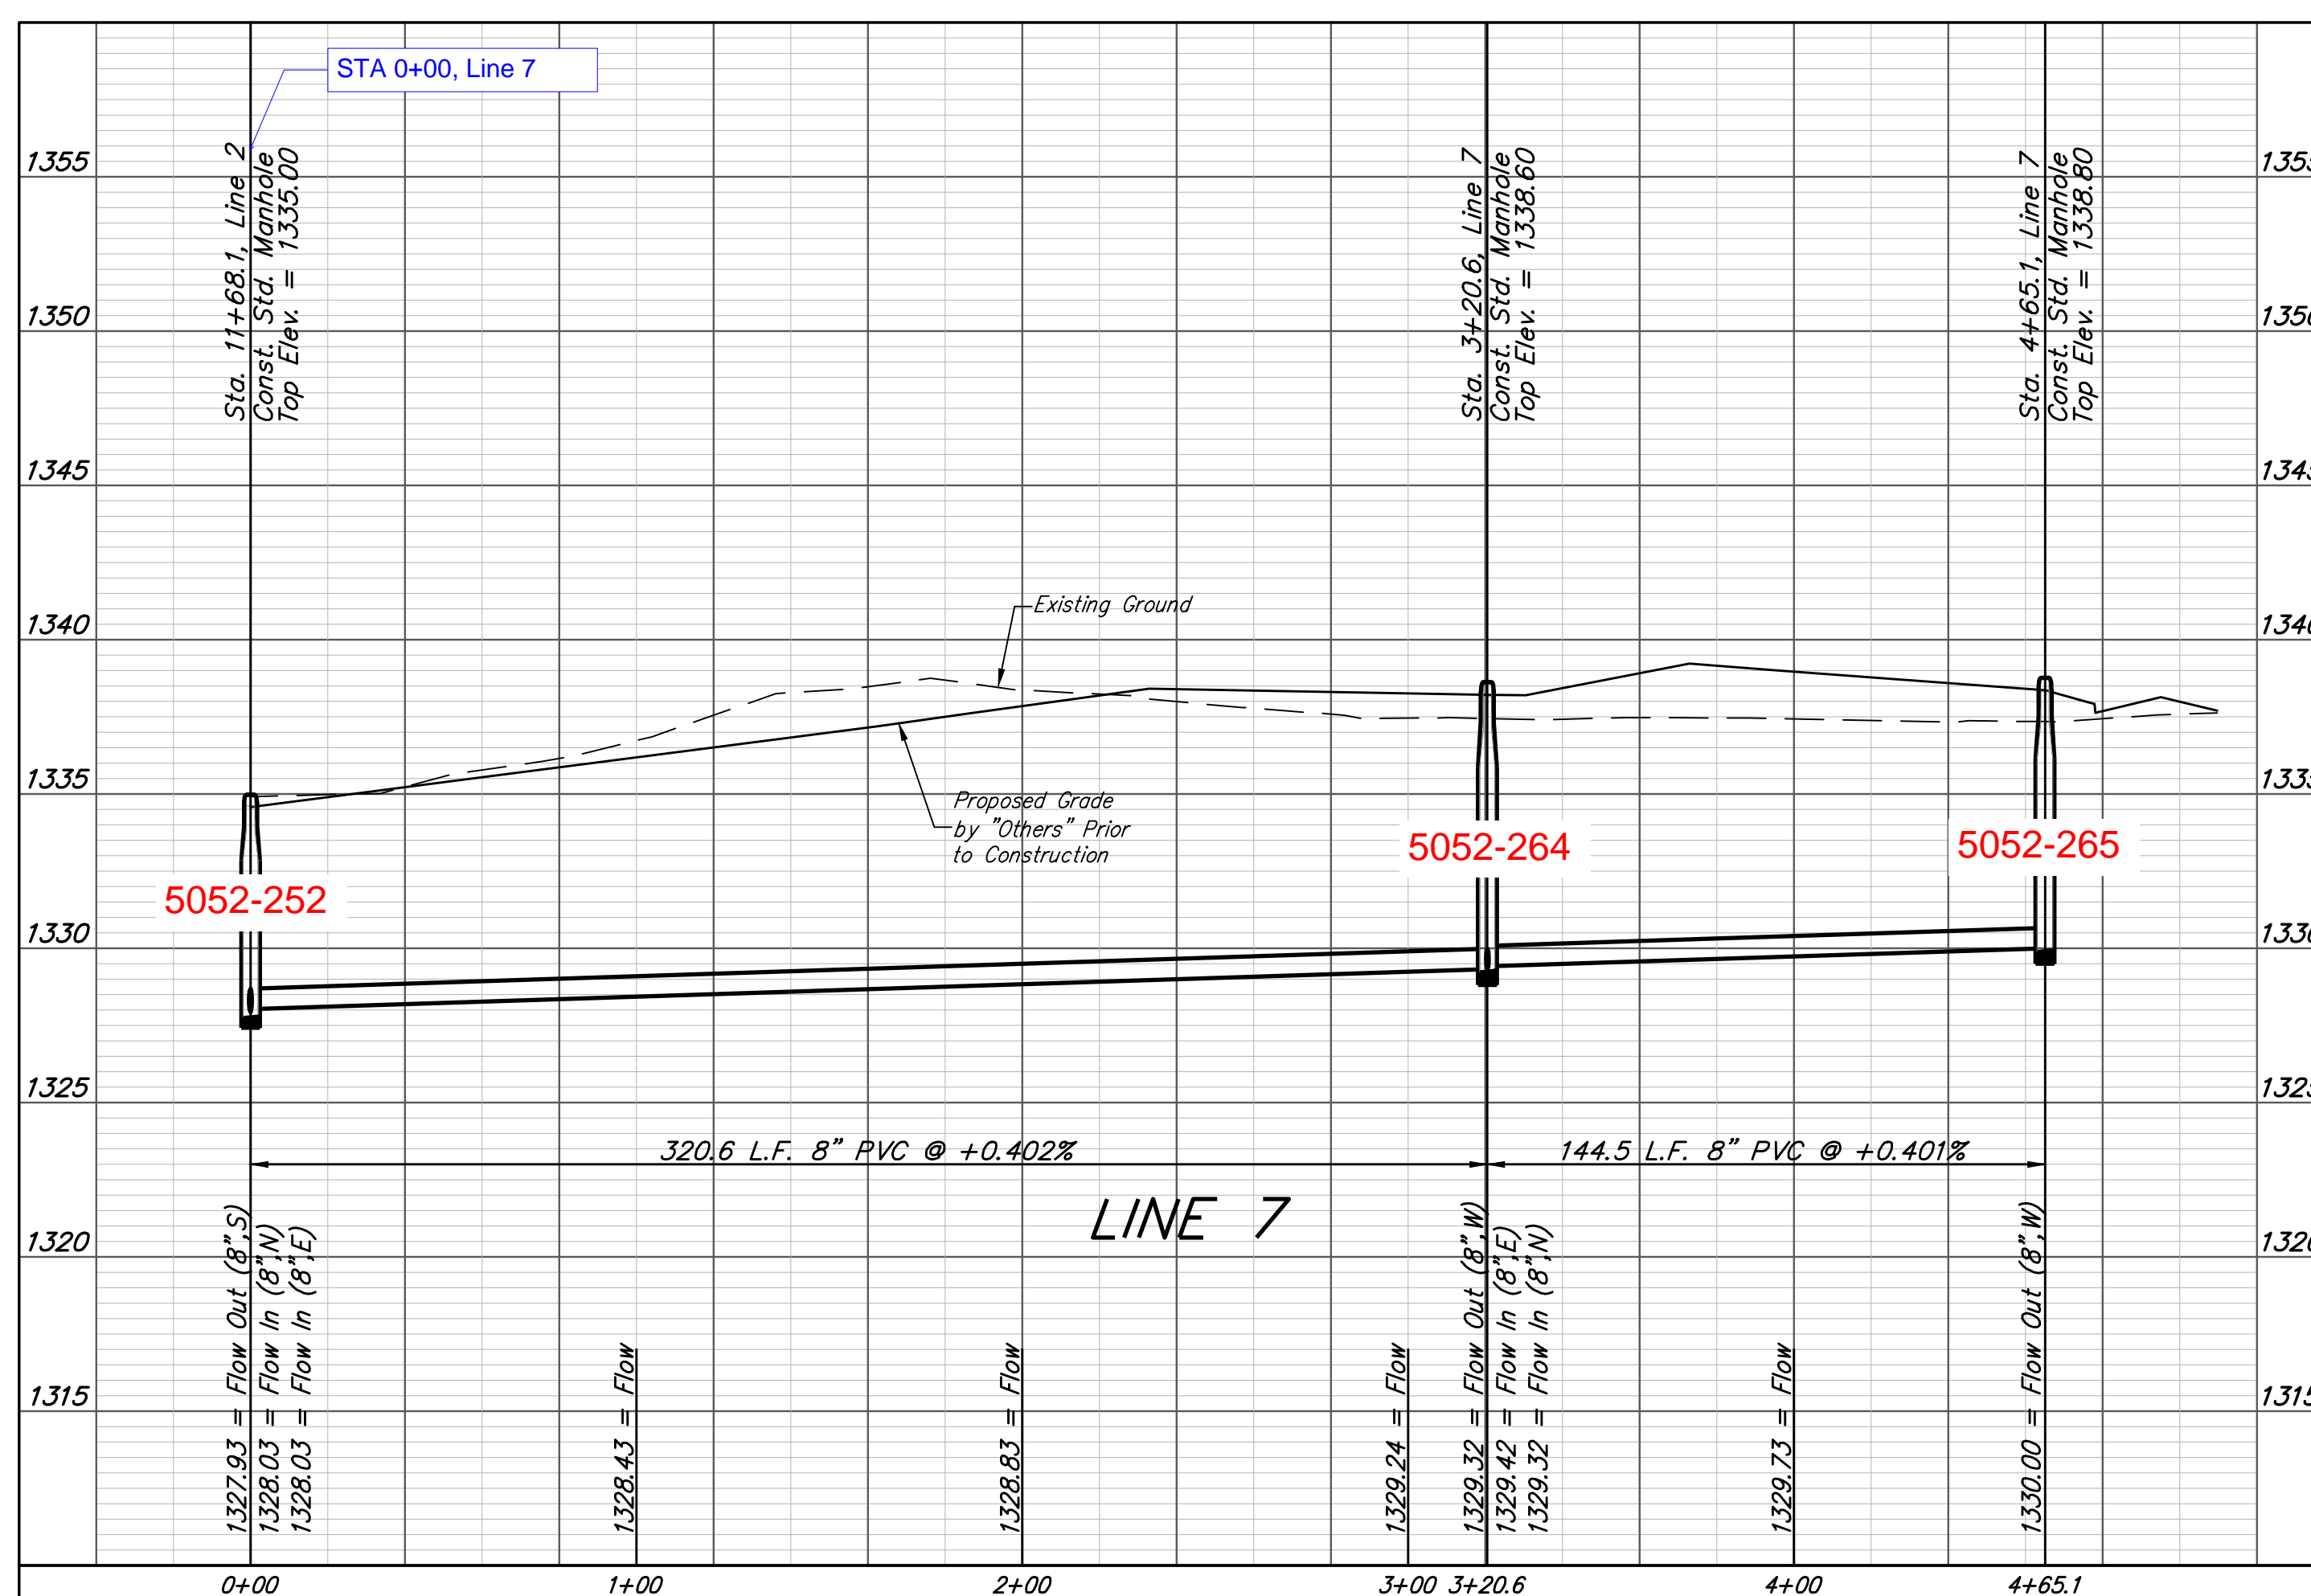 STA 0+00, Line 7
Sta. 11+68.1, Line 2
Const. Std. Manhole
Top Elev. = 1335.00
Sta. 3+20.6, Line 7
Const. Std. Manhole
Top Elev. = 1338.60
Sta. 4+65.1, Line 7
Const. Std. Manhole
Top Elev. = 1338.80
1355
1350
1345
1340
1335
1330
1325
1320
1315
Existing Ground
Proposed Grade
by "Others" Prior
to Construction
5052-252
5052-264
5052-265
320.6 L.F. 8" PVC @ +0.402%
144.5 L.F. 8" PVC @ +0.401%
LINE 7
1327.93 = Flow Out (8",S)
1328.03 = Flow In (8",N)
1328.03 = Flow In (8",E)
1328.43 = Flow
1328.83 = Flow
1329.24 = Flow
1329.32 = Flow Out (8",W)
1329.42 = Flow In (8",E)
1329.32 = Flow In (8",N)
1329.73 = Flow
1330.00 = Flow Out (8",W)
0+00 1+00 2+00 3+00 3+20.6 4+00 4+65.1